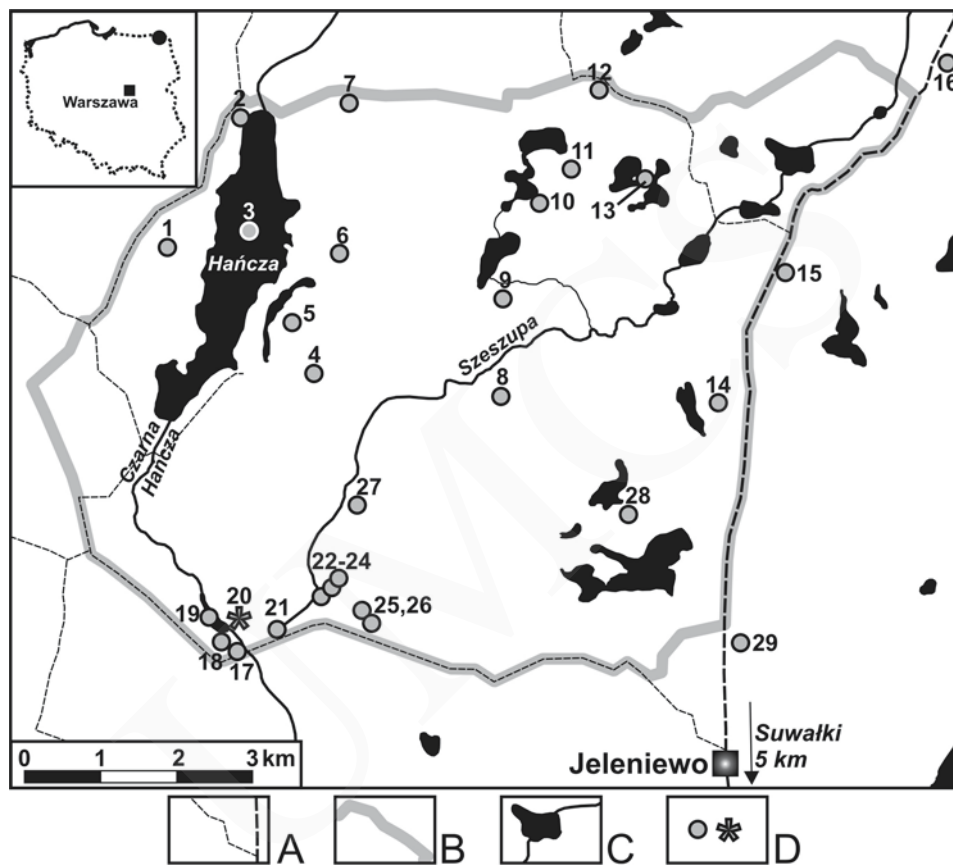 Warszawa
2
7
12
16
11
10
13
1
3
6
Hańcza
15
5
9
4
Szeszupa
8
14
Czarna
Hańcza
27
28
22-24
20
19
21
25,26
18
17
29
0 1 2 3 km
Jeleniewo
Suwałki
5 km
A
B
C
D
UMCS